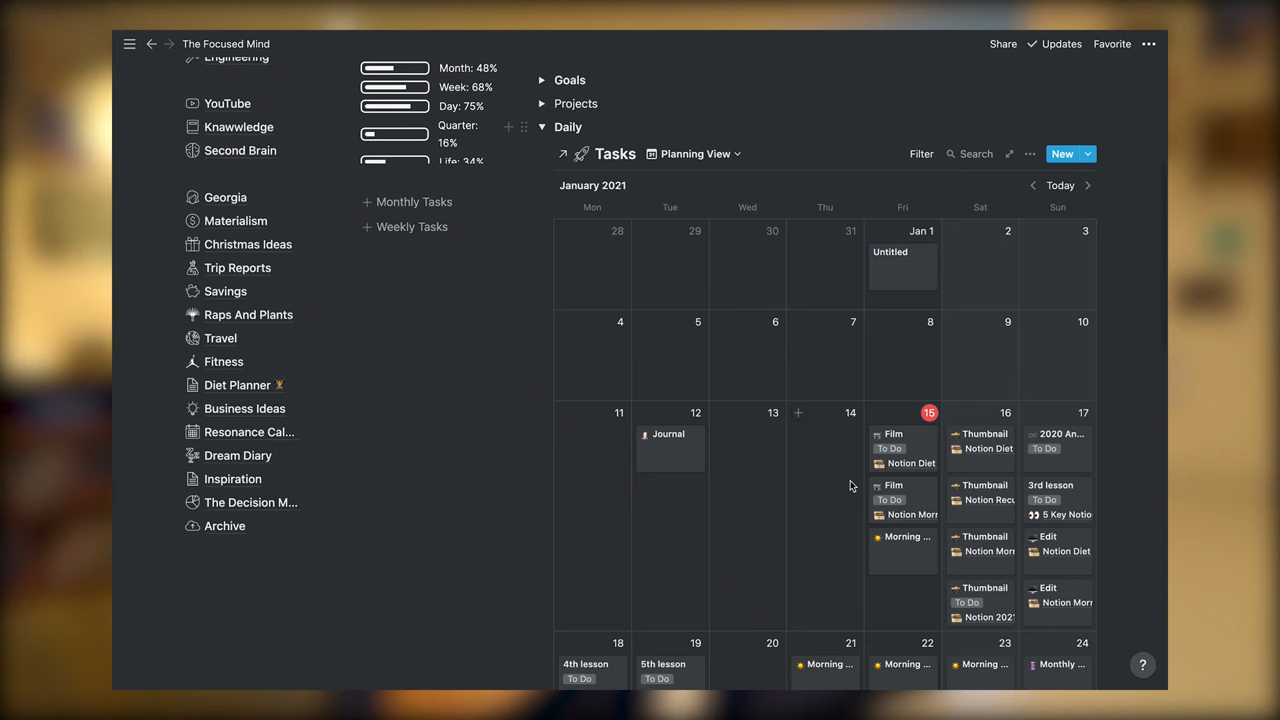 The Focused Mind
Share
Updates
Favorite
Engineering
YouTube
Knawwledge
Second Brain
Georgia
Materialism
Christmas Ideas
Trip Reports
Savings
Raps And Plants
Travel
Fitness
Diet Planner
Business Ideas
Resonance Cal...
Dream Diary
Inspiration
The Decision M...
Archive
Month: 48%
Week: 68%
Day: 75%
Quarter:
16%
Life: 34%
+ Monthly Tasks
+ Weekly Tasks
Goals
Projects
Daily
Tasks
Planning View
Filter
Search
New
January 2021
Today
Mon Tue Wed Thu Fri Sat Sun
28 29 30 31 Jan 1 2 3
Untitled
4 5 6 7 8 9 10
11 12 13 14 15 16 17
Journal
Film
To Do
Notion Diet
Film
To Do
Notion Morr
Morning ...
Thumbnail
Notion Diet
Thumbnail
Notion Recu
Thumbnail
Notion Morr
Thumbnail
To Do
Notion 2021
2020 An...
To Do
3rd lesson
To Do
5 Key Notio
Edit
Notion Diet
Edit
Notion Morr
18 19 20 21 22 23 24
4th lesson
To Do
5th lesson
To Do
Morning ...
Morning ...
Morning ...
Monthly ...
?